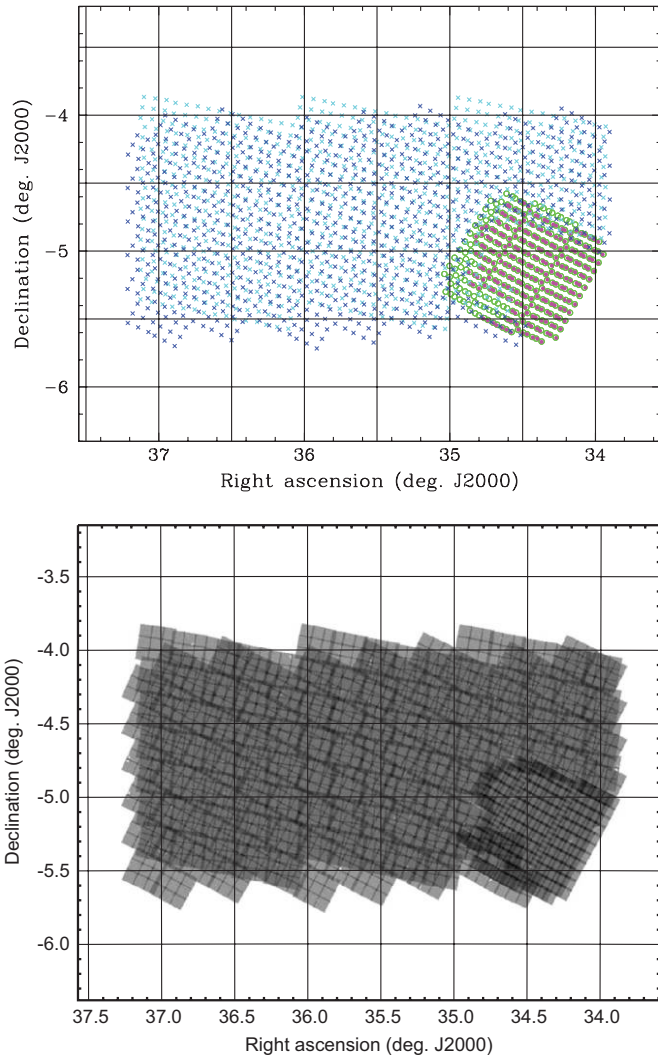 Declination (deg. J2000)
−4
−5
−6
37 36 35 34
Right ascension (deg. J2000)
Declination (deg. J2000)
-3.5
-4.0
-4.5
-5.0
-5.5
-6.0
37.5 37.0 36.5 36.0 35.5 35.0 34.5 34.0
Right ascension (deg. J2000)